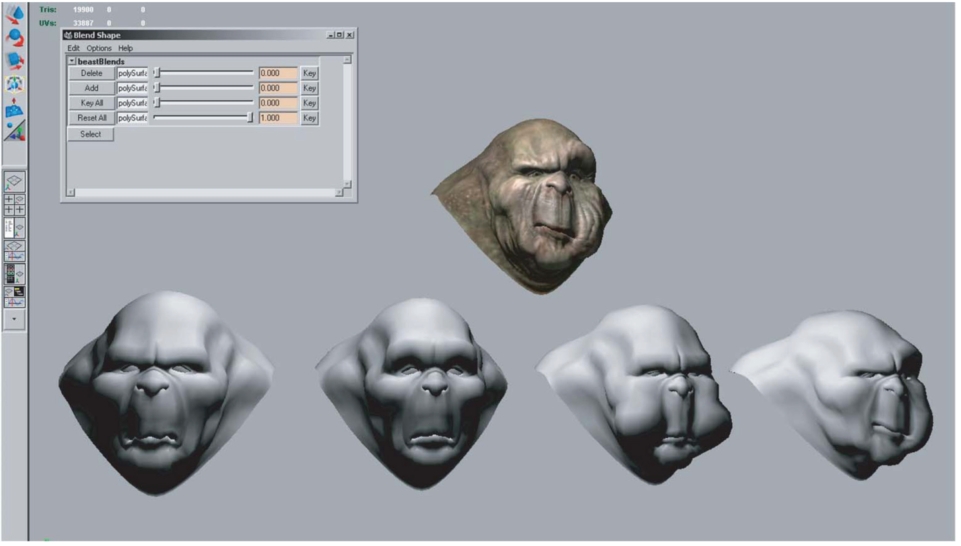 Tris: 19908 0 0
UVs: 33887 0 0
Blend Shape
Edit Options Help
beastBlends
Delete polySurfa 0.000 Key
Add polySurfa 0.000 Key
Key All polySurfa 0.000 Key
Reset All polySurfa 1.000 Key
Select